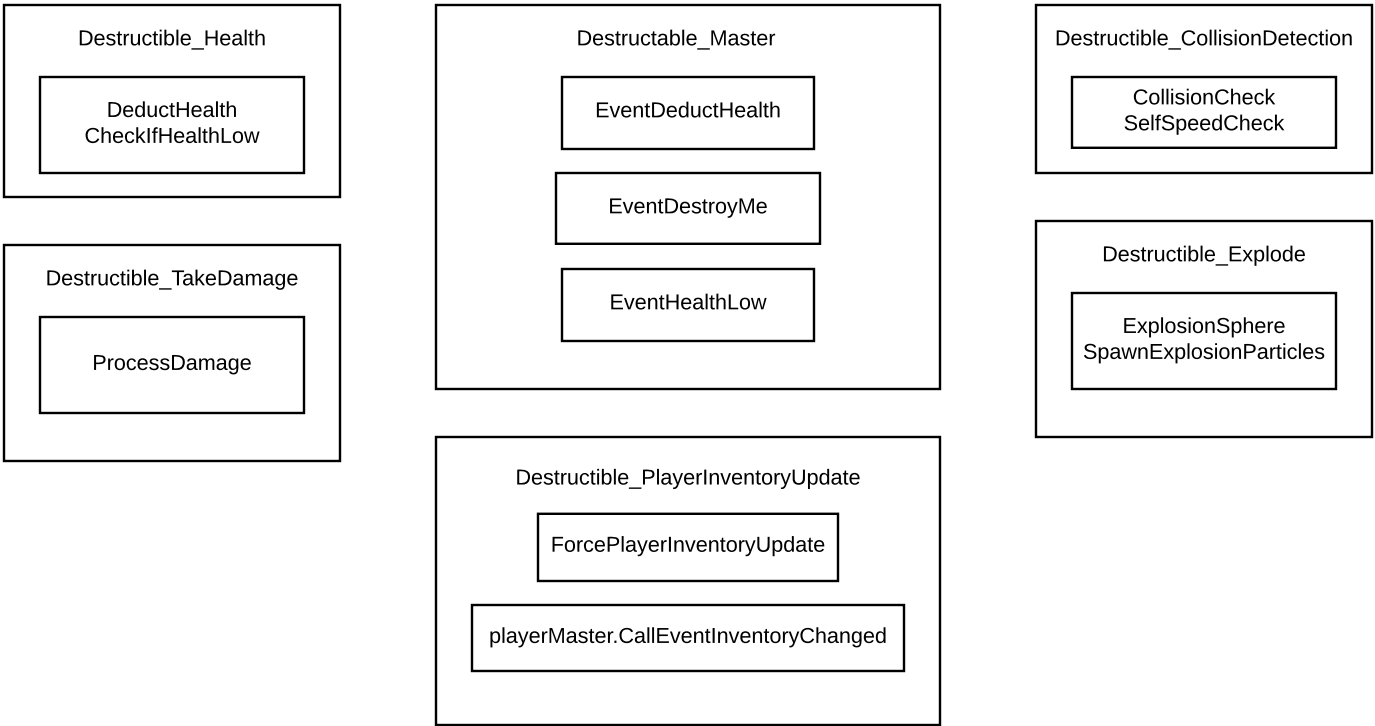 Destructible_Health
DeductHealth
CheckIfHealthLow
Destructible_TakeDamage
ProcessDamage
Destructable_Master
EventDeductHealth
EventDestroyMe
EventHealthLow
Destructible_PlayerInventoryUpdate
ForcePlayerInventoryUpdate
playerMaster.CallEventInventoryChanged
Destructible_CollisionDetection
CollisionCheck
SelfSpeedCheck
Destructible_Explode
ExplosionSphere
SpawnExplosionParticles